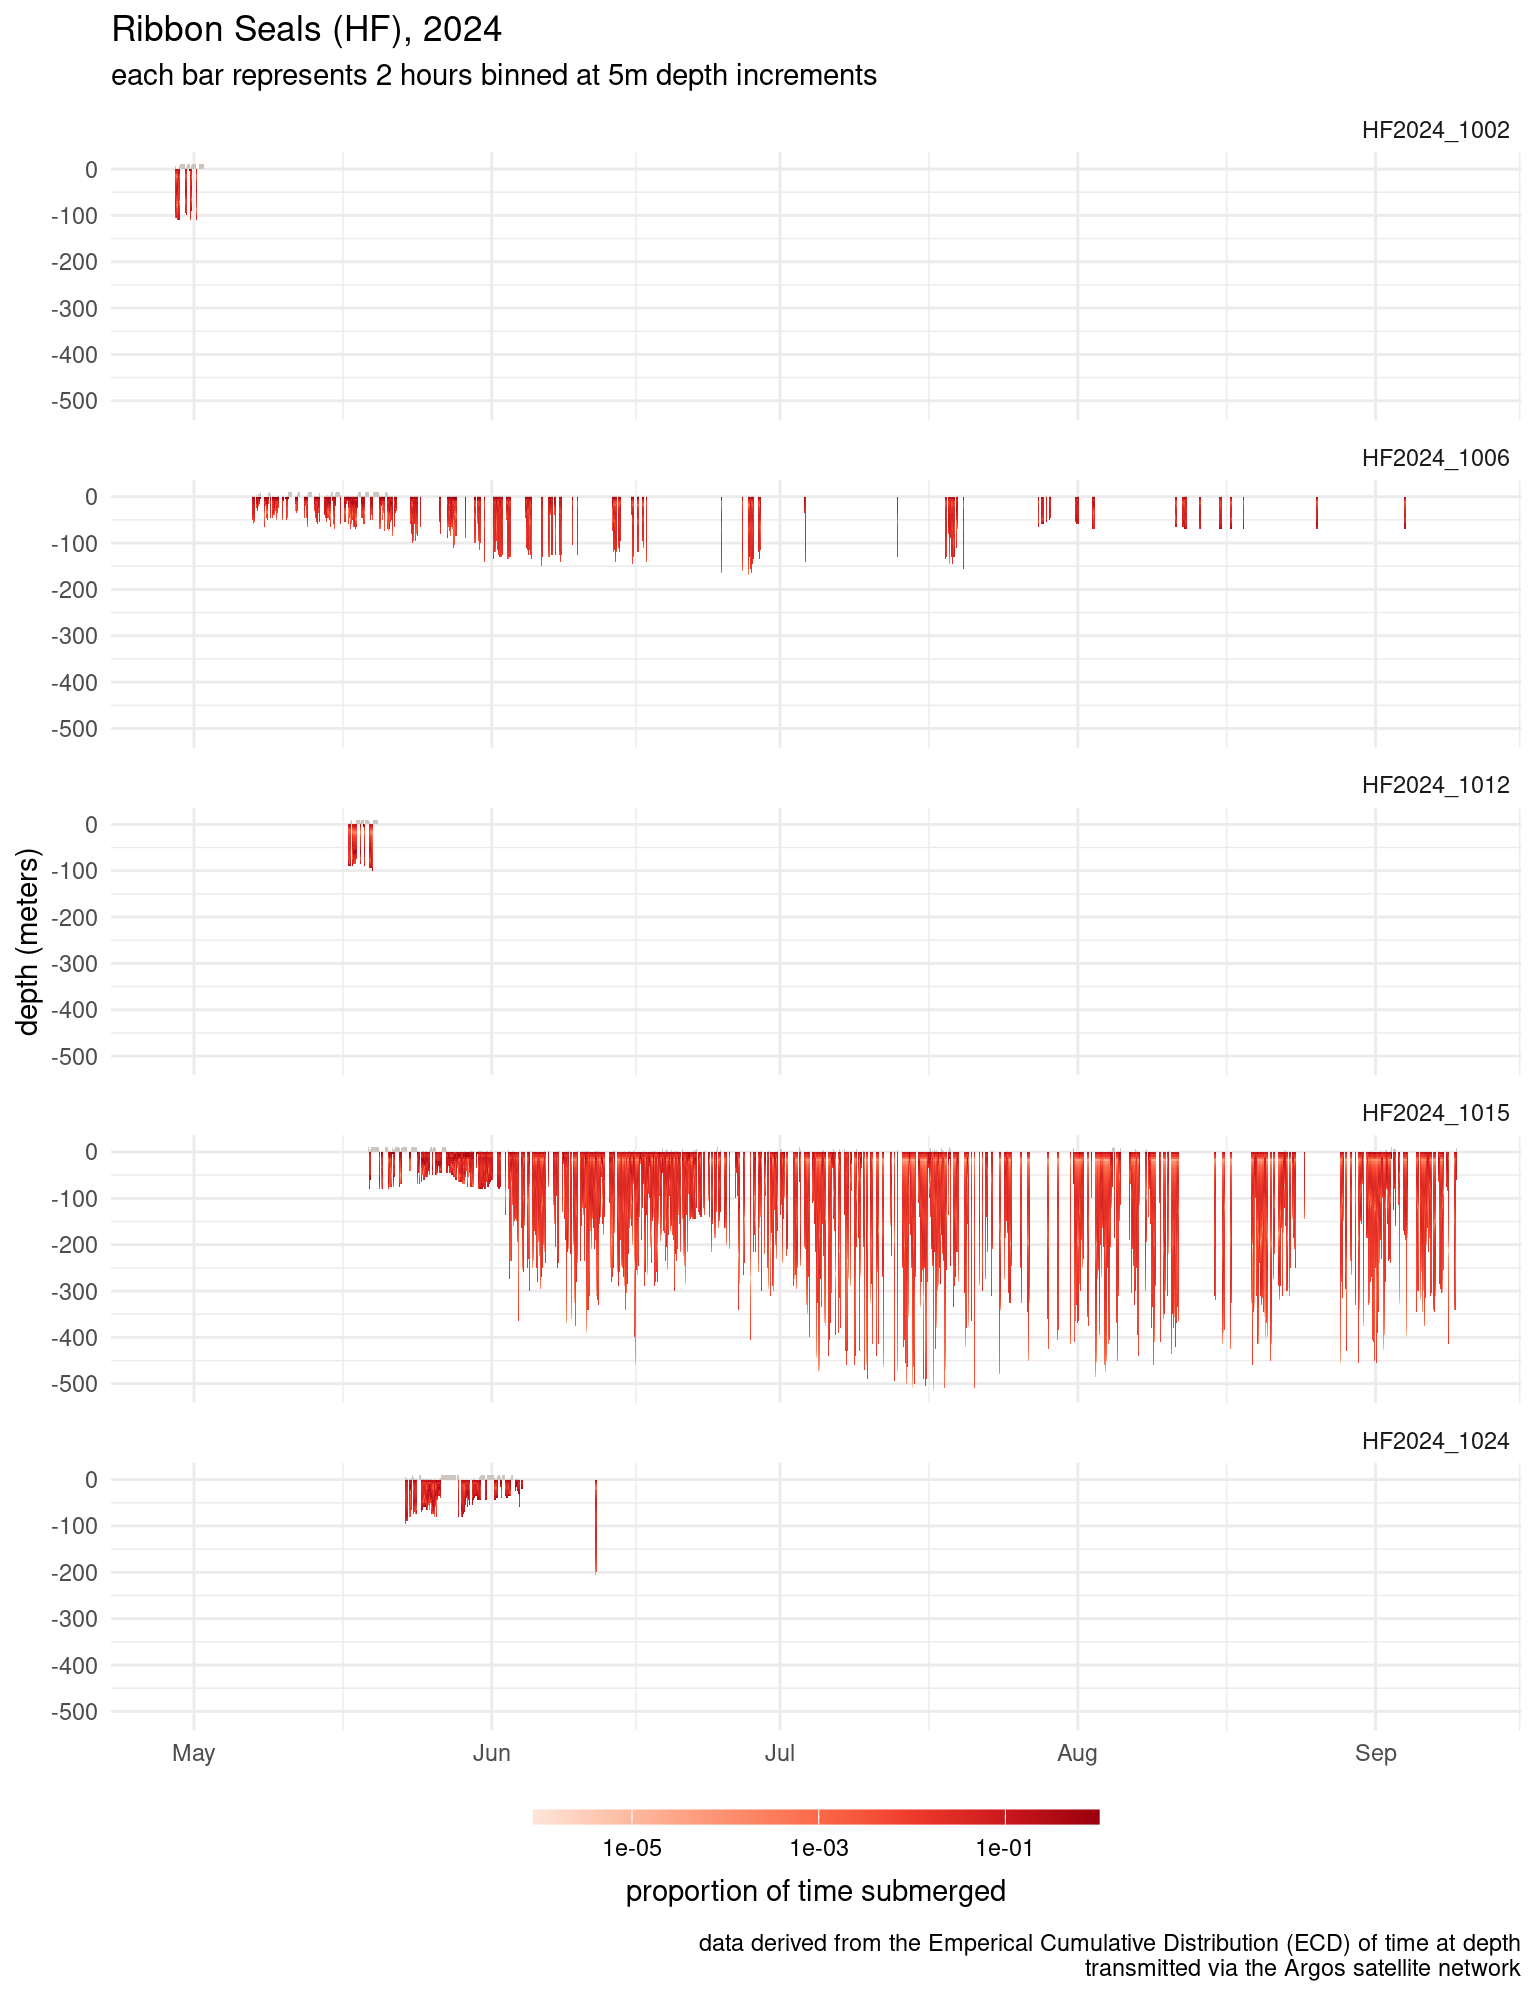 Ribbon Seals (HF), 2024
each bar represents 2 hours binned at 5m depth increments
HF2024_1002
0
-100
-200
-300
-400
-500
HF2024_1006
0
-100
-200
-300
-400
-500
HF2024_1012
0
-100
-200
-300
-400
-500
depth (meters)
HF2024_1015
0
-100
-200
-300
-400
-500
HF2024_1024
0
-100
-200
-300
-400
-500
May Jun Jul Aug Sep
1e-05 1e-03 1e-01
proportion of time submerged
data derived from the Emperical Cumulative Distribution (ECD) of time at depth
transmitted via the Argos satellite network